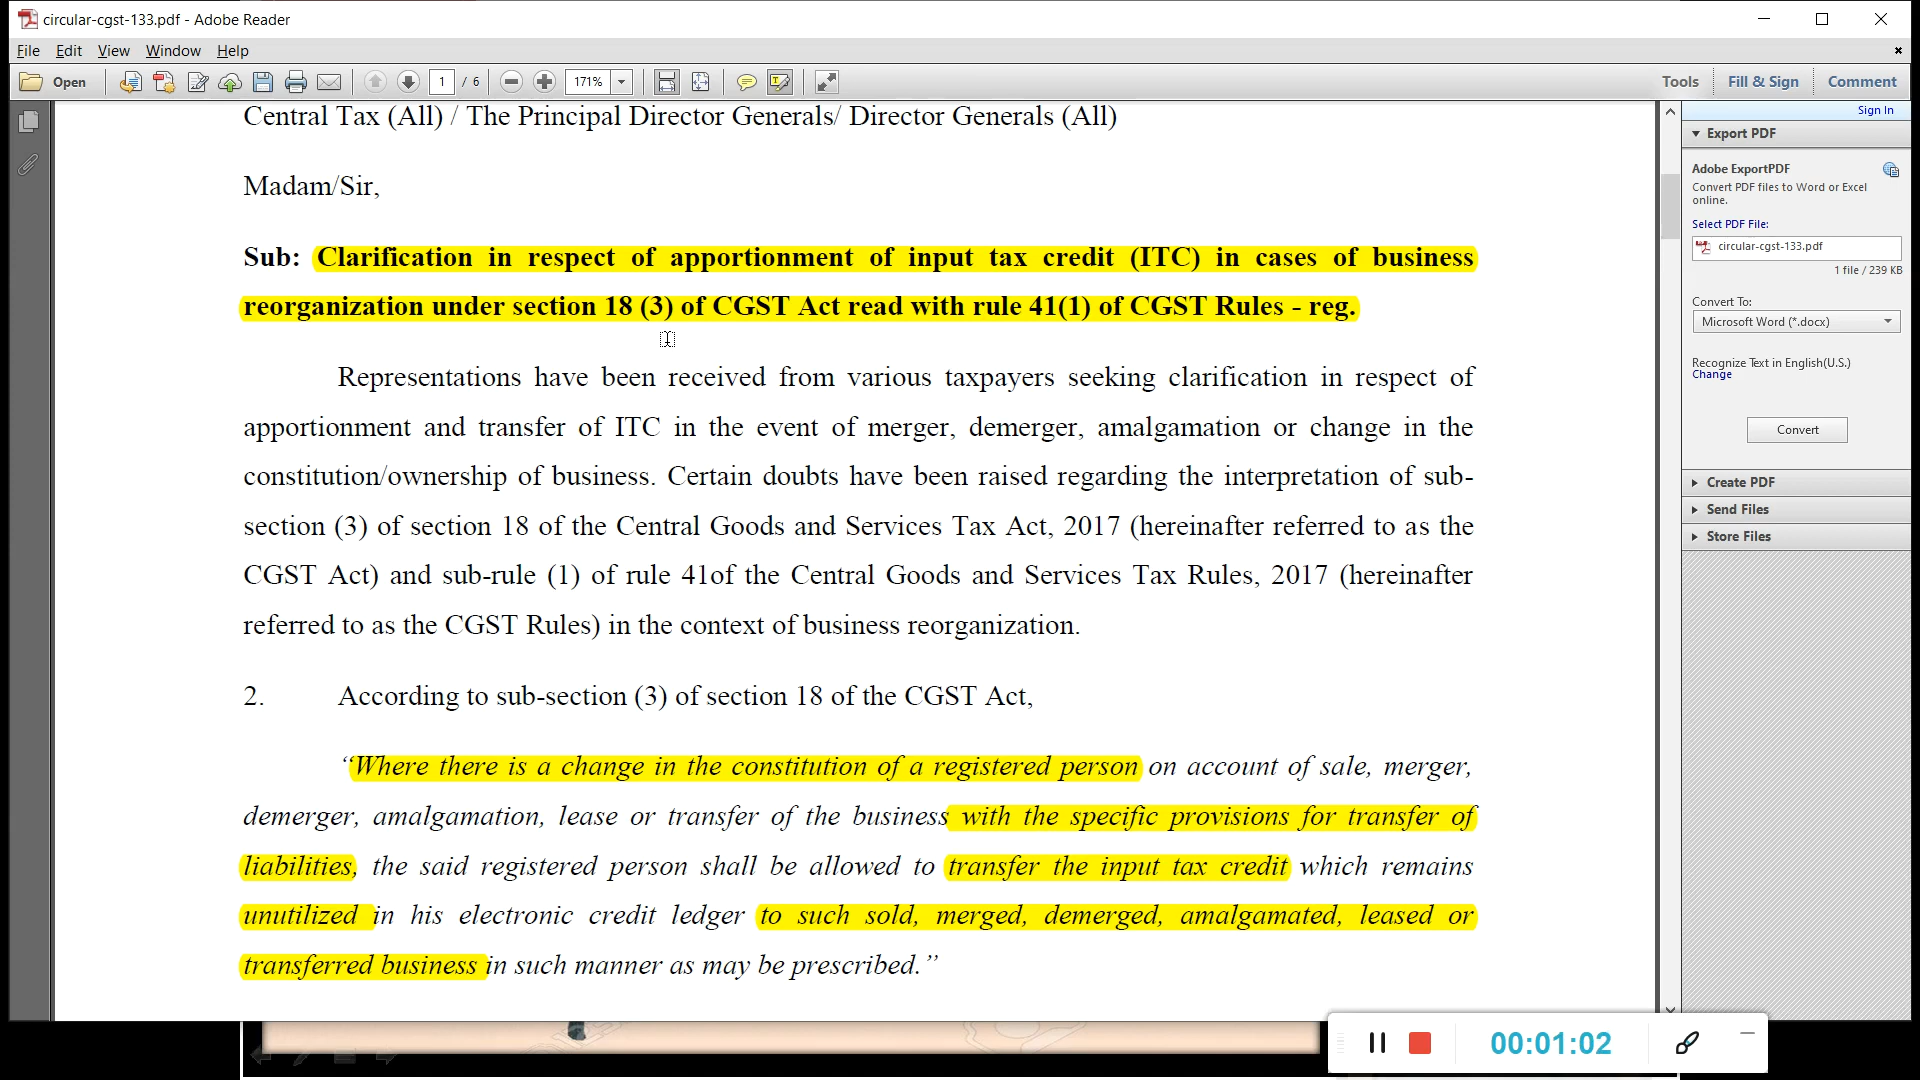 circular-cgst-133.pdf - Adobe Reader
File Edit View Window Help
Open 1 / 6 171% Tools Fill & Sign Comment
Sign In
Central Tax (All) / The Principal Director Generals/ Director Generals (All)
Madam/Sir,
Sub: Clarification in respect of apportionment of input tax credit (ITC) in cases of business
reorganization under section 18 (3) of CGST Act read with rule 41(1) of CGST Rules - reg.
Representations have been received from various taxpayers seeking clarification in respect of
apportionment and transfer of ITC in the event of merger, demerger, amalgamation or change in the
constitution/ownership of business. Certain doubts have been raised regarding the interpretation of sub-
section (3) of section 18 of the Central Goods and Services Tax Act, 2017 (hereinafter referred to as the
CGST Act) and sub-rule (1) of rule 41of the Central Goods and Services Tax Rules, 2017 (hereinafter
referred to as the CGST Rules) in the context of business reorganization.
2. According to sub-section (3) of section 18 of the CGST Act,
“Where there is a change in the constitution of a registered person on account of sale, merger,
demerger, amalgamation, lease or transfer of the business with the specific provisions for transfer of
liabilities, the said registered person shall be allowed to transfer the input tax credit which remains
unutilized in his electronic credit ledger to such sold, merged, demerged, amalgamated, leased or
transferred business in such manner as may be prescribed.”
Export PDF
Adobe ExportPDF
Convert PDF files to Word or Excel
online.
Select PDF File:
circular-cgst-133.pdf
1 file / 239 KB
Convert To:
Microsoft Word (*.docx)
Recognize Text in English(U.S.)
Change
Convert
Create PDF
Send Files
Store Files
00:01:02